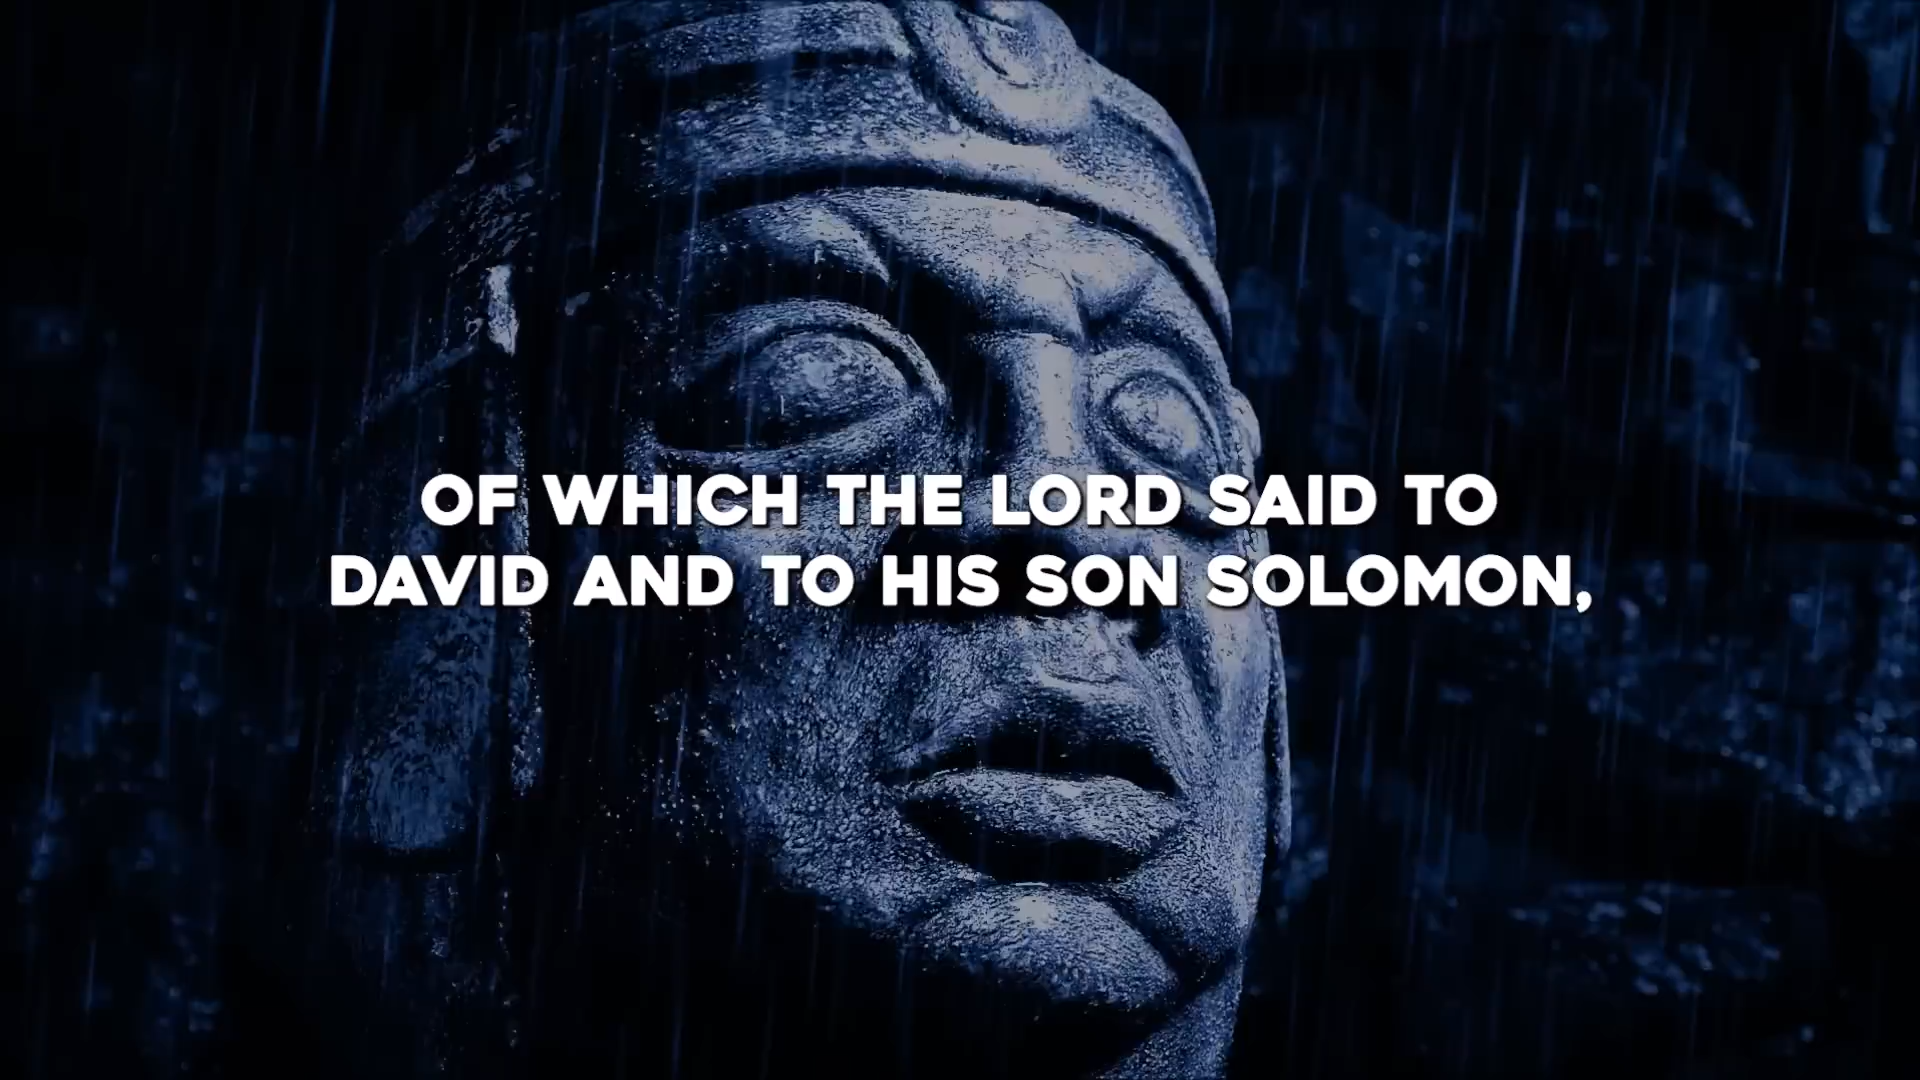 OF WHICH THE LORD SAID TO
DAVID AND TO HIS SON SOLOMON,